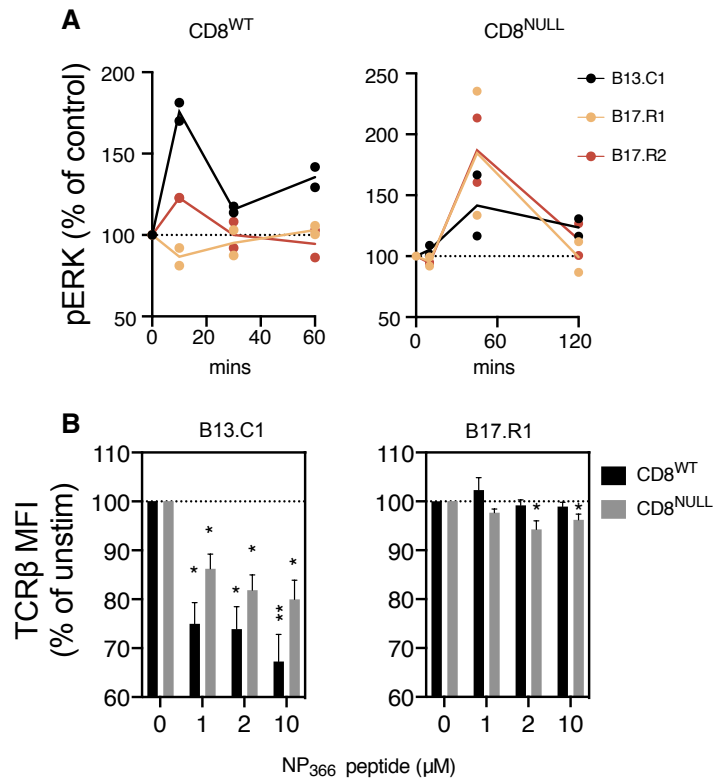 A
CD8WT
CD8NULL
pERK (% of control)
200
150
100
50
0 20 40 60
mins
250
200
150
100
50
0 60 120
mins
B13.C1
B17.R1
B17.R2
B
B13.C1
B17.R1
TCRβ MFI
(% of unstim)
110
100
90
80
70
60
* * * * ** *
0 1 2 10
110
100
90
80
70
60
* *
0 1 2 10
CD8WT
CD8NULL
NP366 peptide (µM)